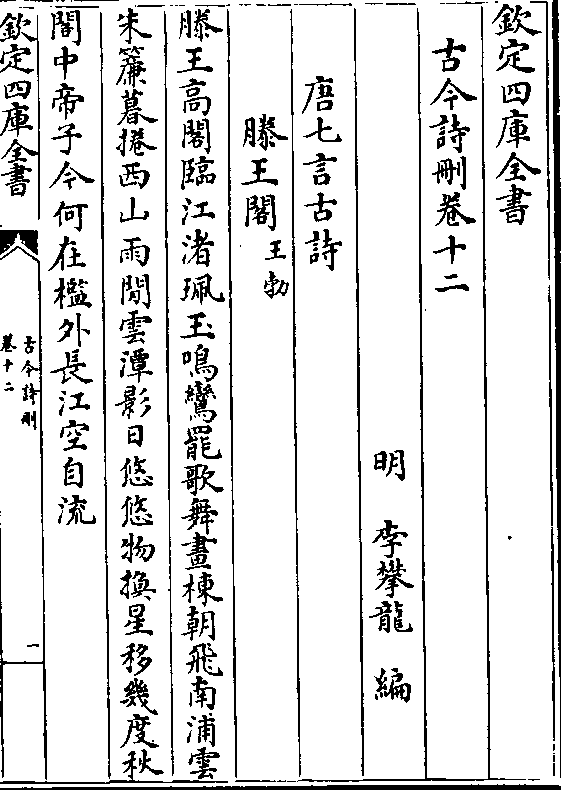 欽定四庫全書
古今詩刪卷十二
明 李攀龍 編
唐七言古詩
滕王閣 王勃
滕王高閣臨江渚珮玉鳴鸞罷歌舞畫棟朝飛南浦雲
朱簾暮捲西山雨閒雲潭影日悠悠物換星移幾度秋
閣中帝子今何在檻外長江空自流
欽定四庫全書
古今詩刪
卷十二
一